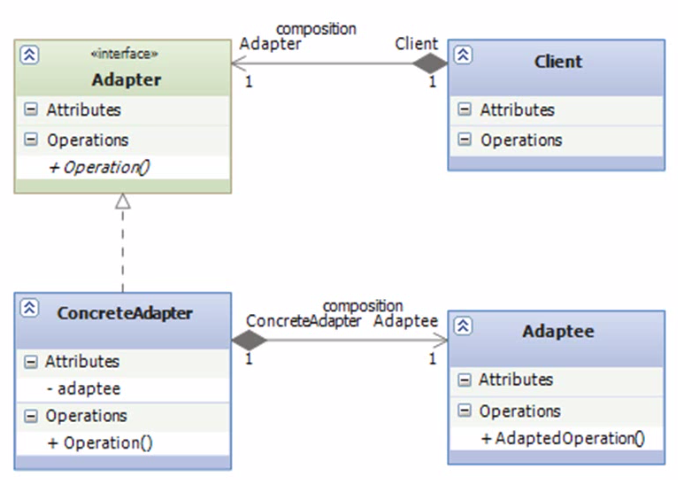 composition
Adapter Client
1 1
«interface»
Adapter
Attributes
Operations
+ Operation()
Client
Attributes
Operations
composition
ConcreteAdapter Adaptee
1 1
ConcreteAdapter
Attributes
- adaptee
Operations
+ Operation()
Adaptee
Attributes
Operations
+ AdaptedOperation()